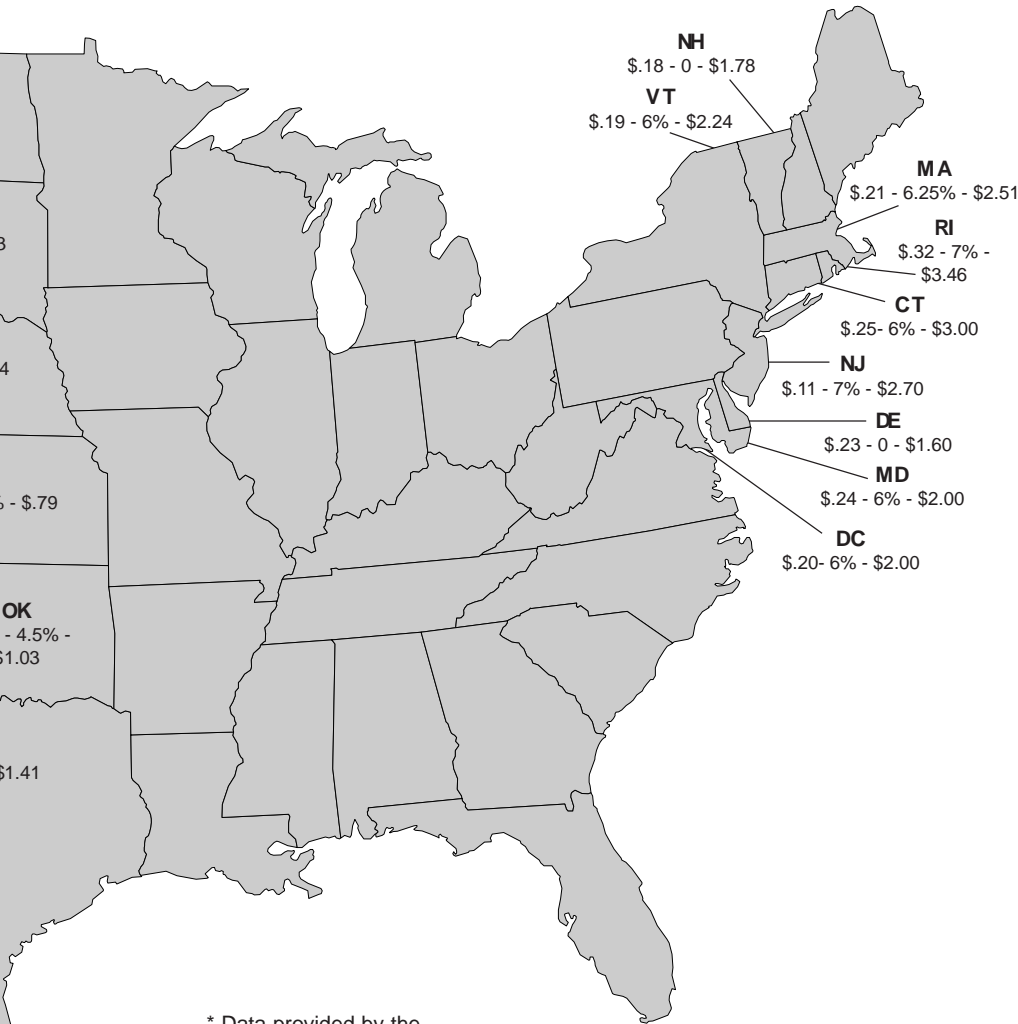 NH
$.18 - 0 - $1.78
VT
$.19 - 6% - $2.24
MA
$.21 - 6.25% - $2.51
RI
$.32 - 7% -
$3.46
CT
$.25- 6% - $3.00
NJ
$.11 - 7% - $2.70
DE
$.23 - 0 - $1.60
MD
$.24 - 6% - $2.00
DC
$.20- 6% - $2.00
3
4
% - $.79
OK
- 4.5% -
$1.03
$1.41
* Data provided by the